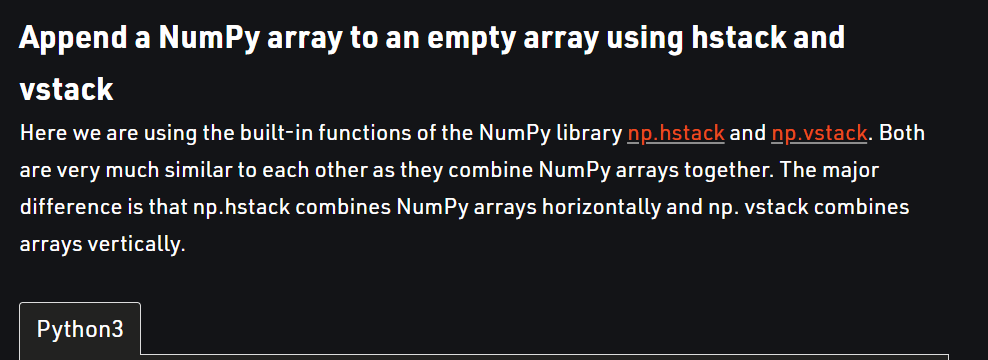 Append a NumPy array to an empty array using hstack and
vstack
Here we are using the built-in functions of the NumPy library np.hstack and np.vstack. Both
are very much similar to each other as they combine NumPy arrays together. The major
difference is that np.hstack combines NumPy arrays horizontally and np. vstack combines
arrays vertically.
Python3